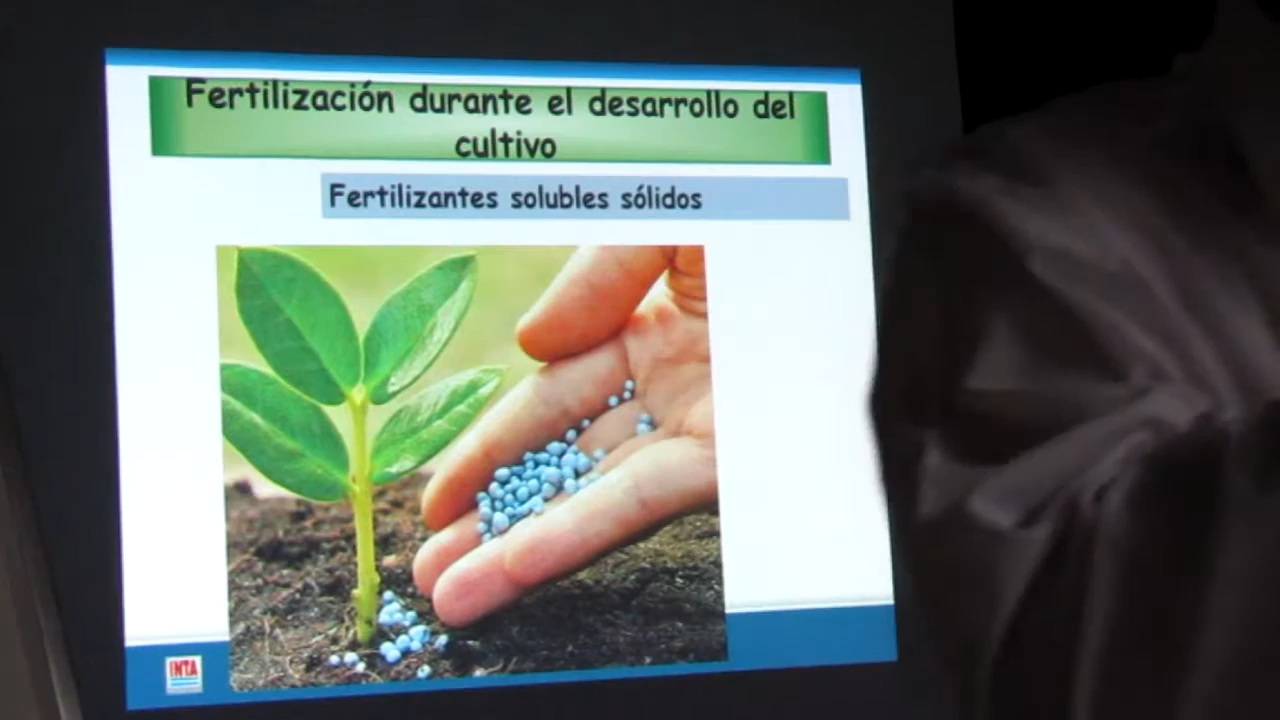 Fertilización durante el desarrollo del
cultivo
Fertilizantes solubles sólidos
INTA